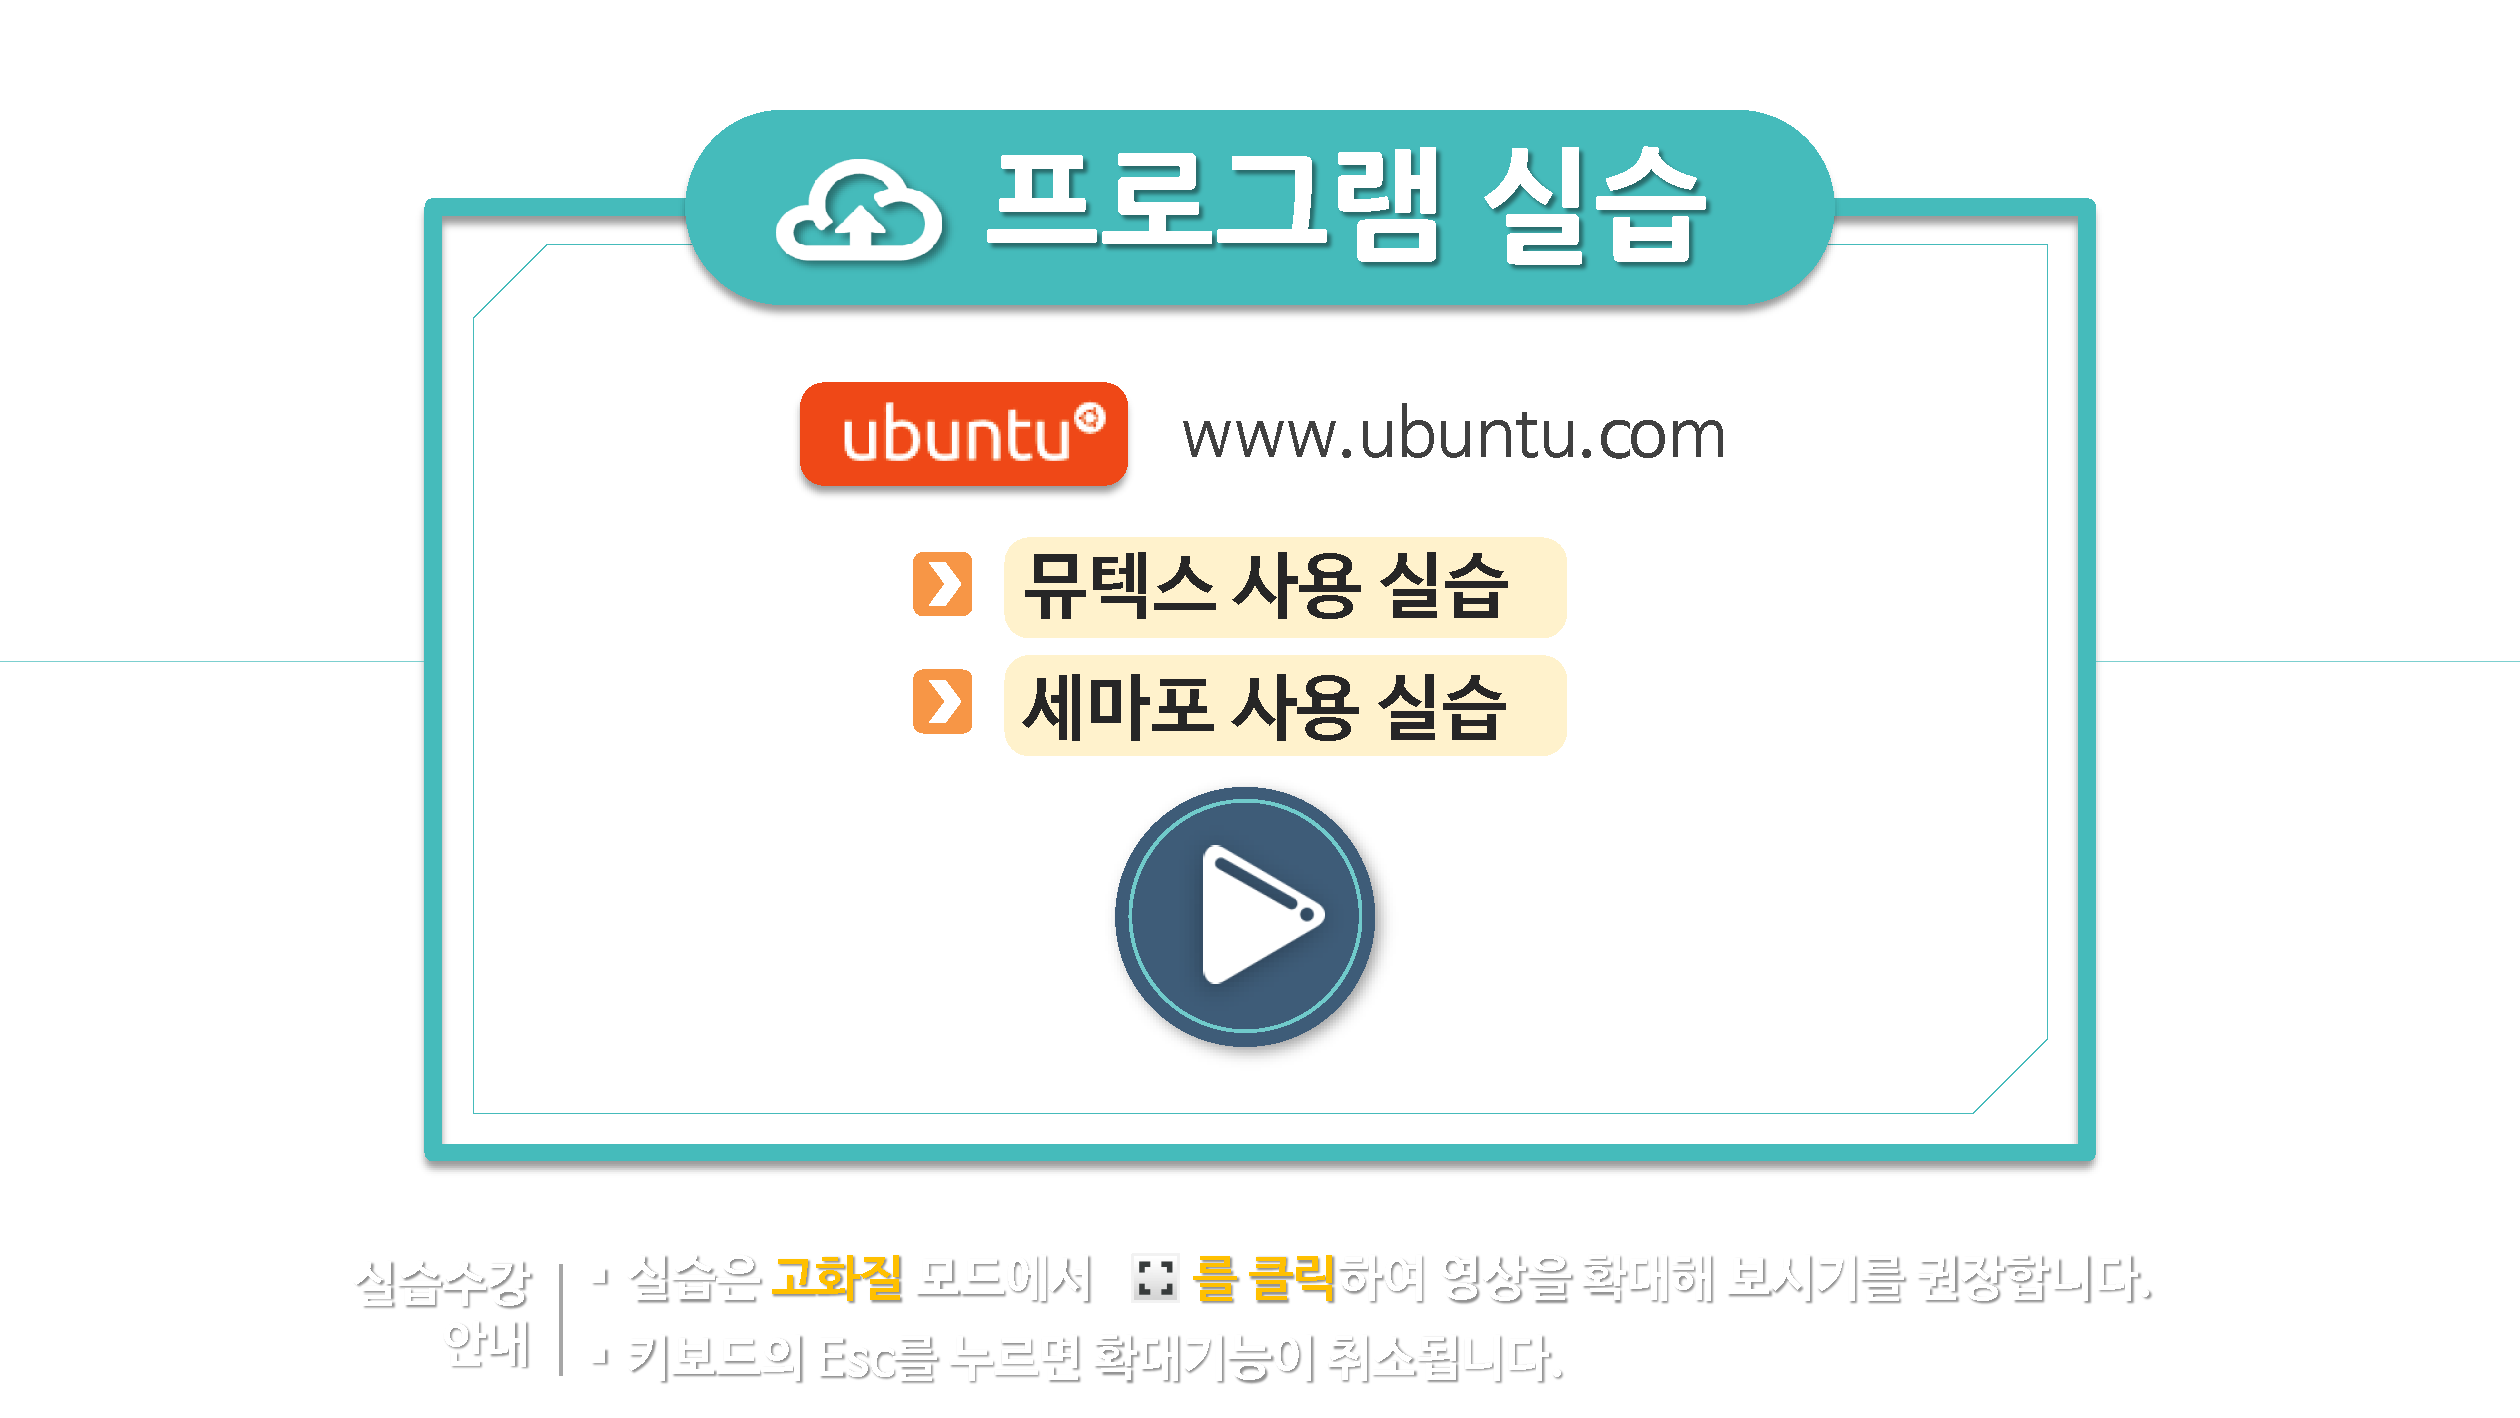 프로그램 실습
ubuntu www.ubuntu.com
뮤텍스 사용 실습
세마포 사용 실습
실습수강
안내
▪ 실습은 고화질 모드에서 를 클릭하여 영상을 확대해 보시기를 권장합니다.
▪ 키보드의 Esc를 누르면 확대기능이 취소됩니다.